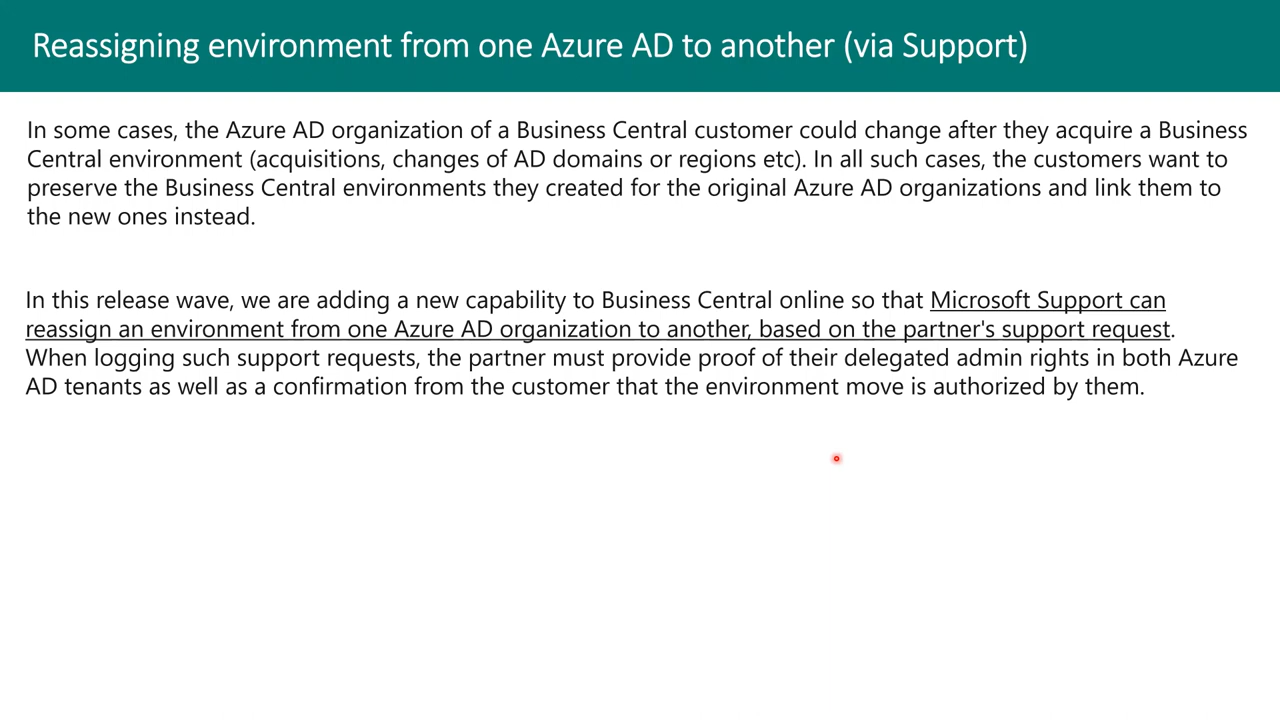 Reassigning environment from one Azure AD to another (via Support)
In some cases, the Azure AD organization of a Business Central customer could change after they acquire a Business
Central environment (acquisitions, changes of AD domains or regions etc). In all such cases, the customers want to
preserve the Business Central environments they created for the original Azure AD organizations and link them to
the new ones instead.
In this release wave, we are adding a new capability to Business Central online so that Microsoft Support can
reassign an environment from one Azure AD organization to another, based on the partner's support request.
When logging such support requests, the partner must provide proof of their delegated admin rights in both Azure
AD tenants as well as a confirmation from the customer that the environment move is authorized by them.